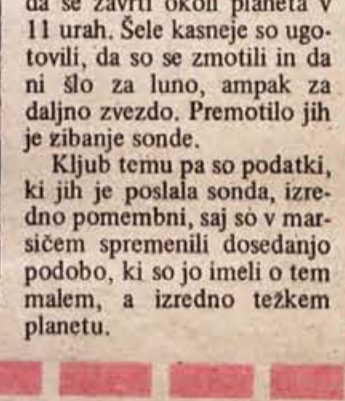 da se zavrti okoli planeta v
11 urah. Šele kasneje so ugo-
tovili, da so se zmotili in da
ni šlo za luno, ampak za
daljno zvezdo. Premotilo jih
je zibanje sonde.
Kljub temu pa so podatki,
ki jih je poslala sonda, izre-
dno pomembni, saj so v mar-
sičem spremenili dosedanjo
podobo, ki so jo imeli o tem
malem, a izredno težkem
planetu.